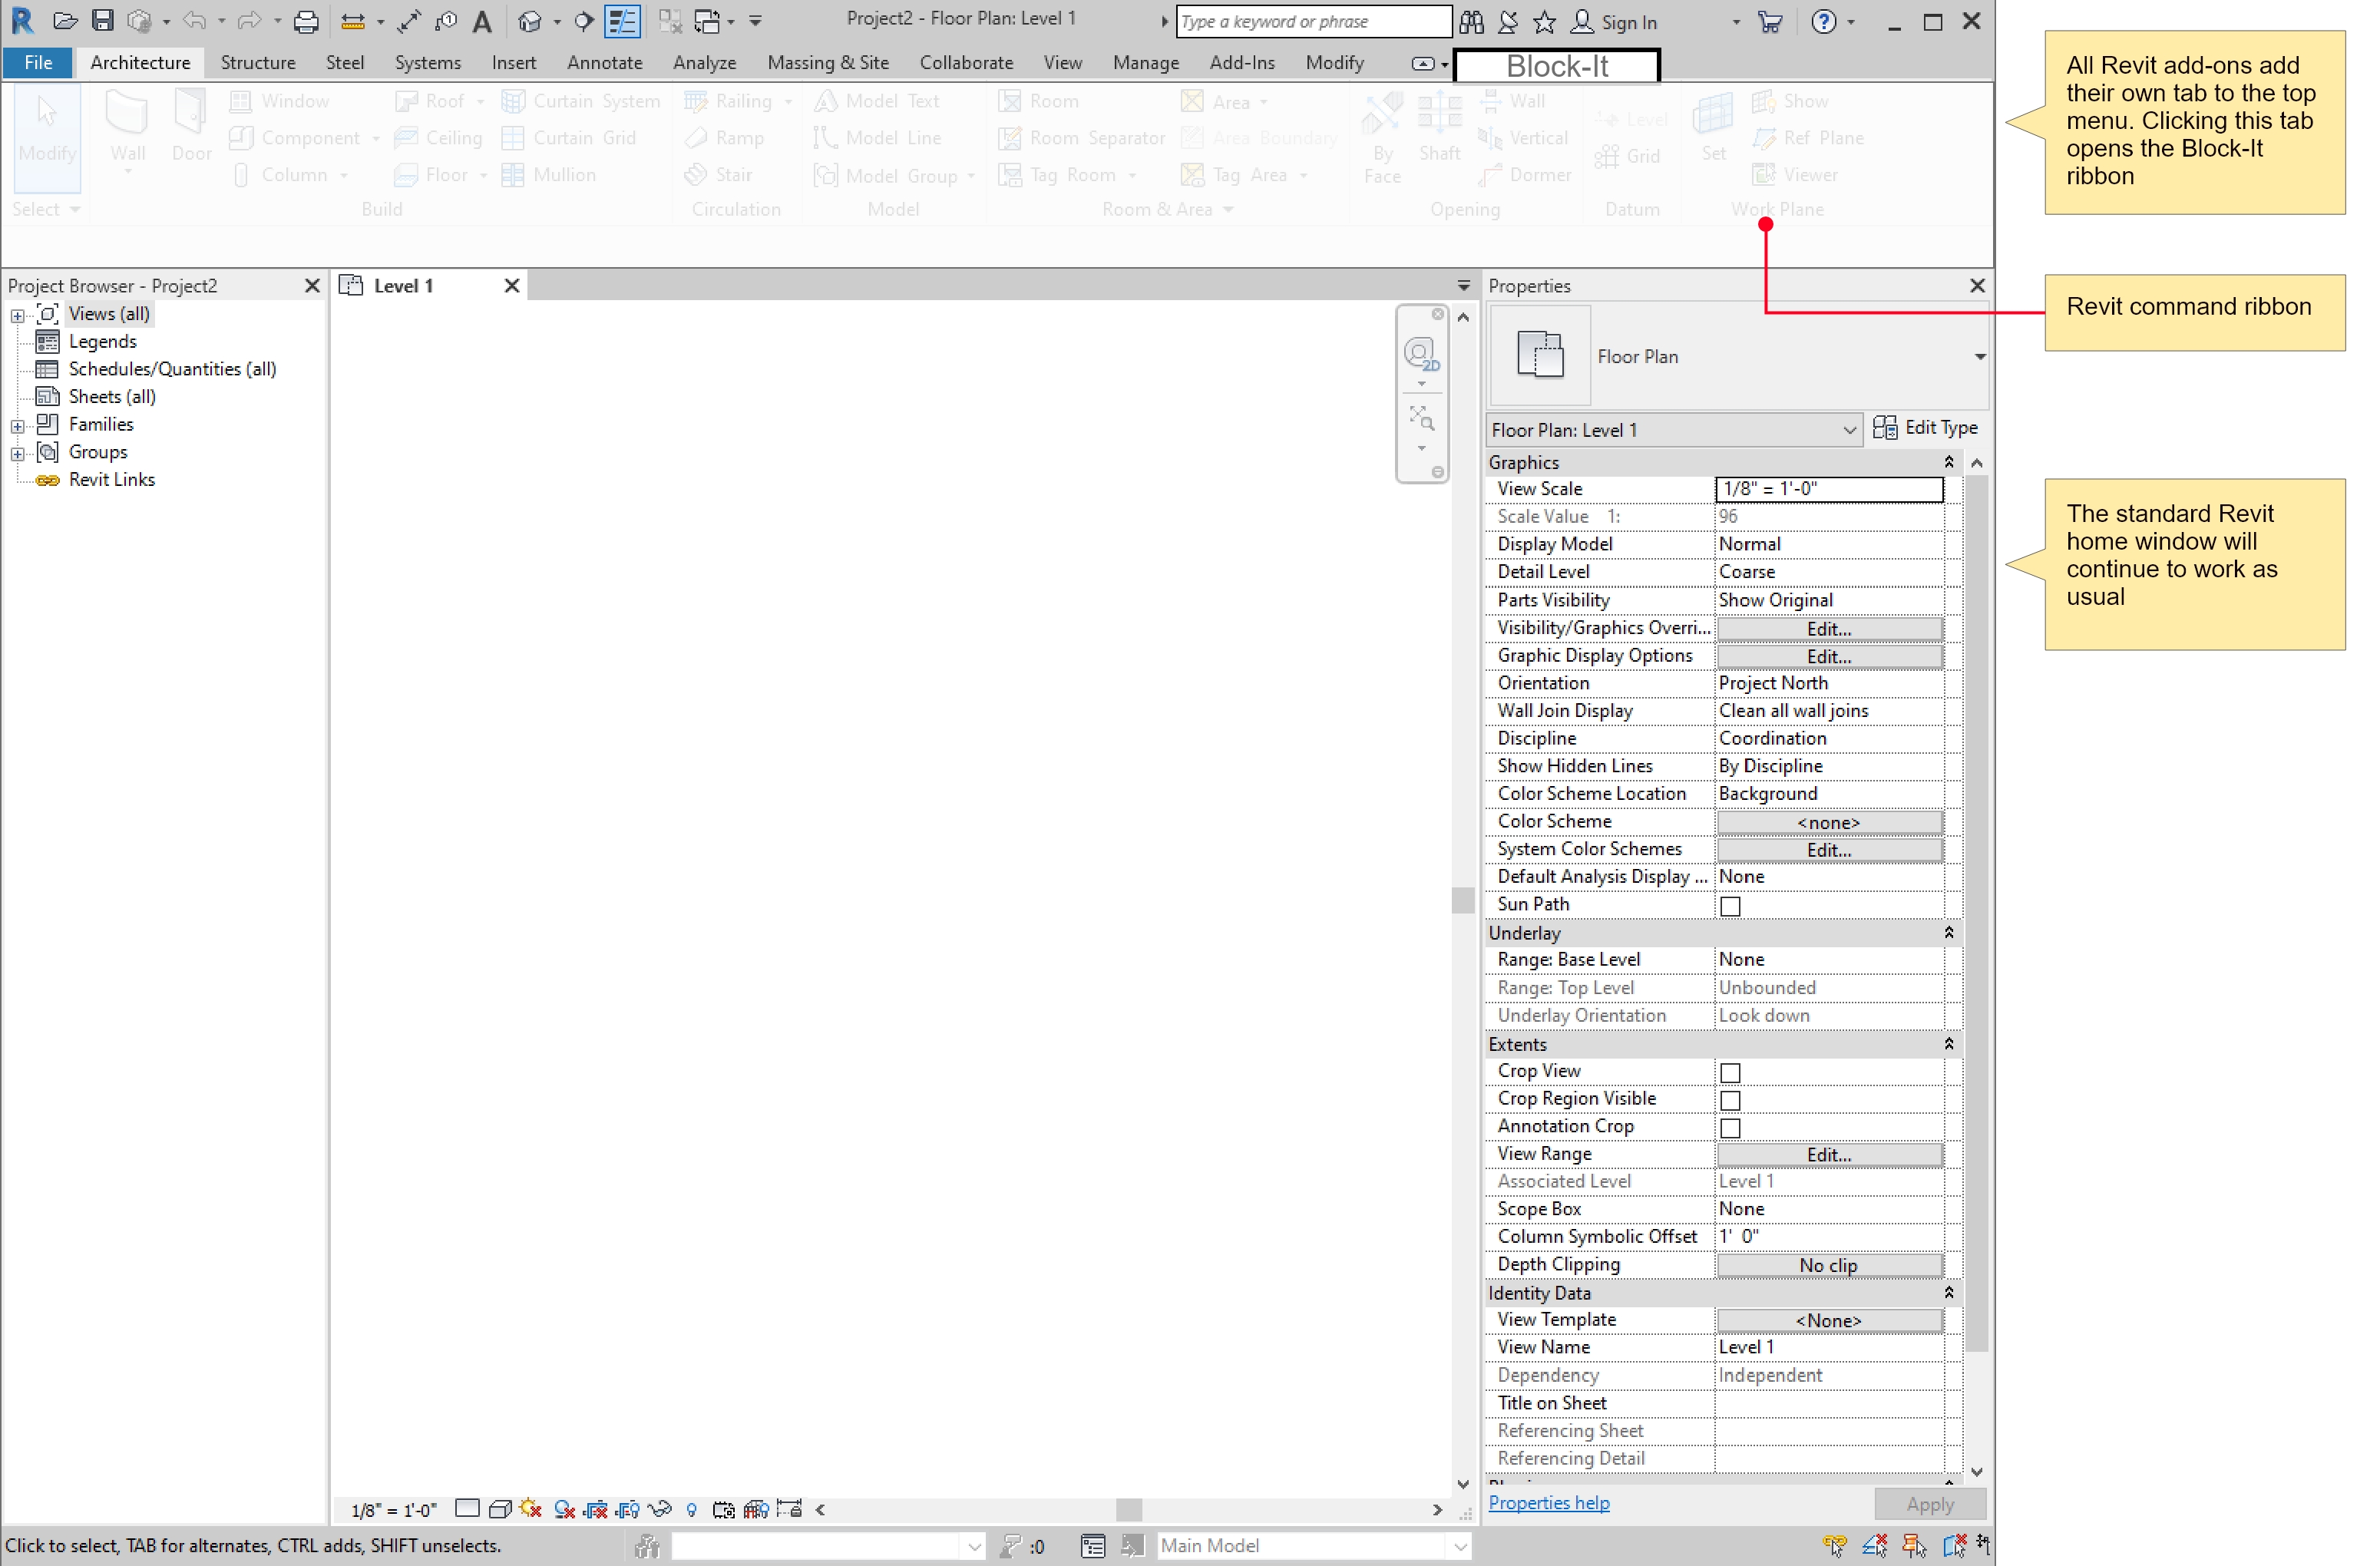 Project2 - Floor Plan: Level 1
Type a keyword or phrase
Sign In
File Architecture Structure Steel Systems Insert Annotate Analyze Massing & Site Collaborate View Manage Add-Ins Modify Block-It
Modify
Select
Wall
Door
Window
Component
Column
Roof
Ceiling
Floor
Curtain System
Curtain Grid
Mullion
Build
Railing
Ramp
Stair
Circulation
Model Text
Model Line
Model Group
Model
Room
Room Separator
Tag Room
Area
Area Boundary
Tag Area
Room & Area
By
Face
Shaft
Wall
Vertical
Dormer
Opening
Level
Grid
Datum
Set
Show
Ref Plane
Viewer
Work Plane
All Revit add-ons add
their own tab to the top
menu. Clicking this tab
opens the Block-It
ribbon
Revit command ribbon
The standard Revit
home window will
continue to work as
usual
Project Browser - Project2
Views (all)
Legends
Schedules/Quantities (all)
Sheets (all)
Families
Groups
Revit Links
Level 1
2D
Properties
Floor Plan
Floor Plan: Level 1
Edit Type
Graphics
View Scale 1/8" = 1'-0"
Scale Value 1: 96
Display Model Normal
Detail Level Coarse
Parts Visibility Show Original
Visibility/Graphics Overri... Edit...
Graphic Display Options Edit...
Orientation Project North
Wall Join Display Clean all wall joins
Discipline Coordination
Show Hidden Lines By Discipline
Color Scheme Location Background
Color Scheme <none>
System Color Schemes Edit...
Default Analysis Display ... None
Sun Path
Underlay
Range: Base Level None
Range: Top Level Unbounded
Underlay Orientation Look down
Extents
Crop View
Crop Region Visible
Annotation Crop
View Range Edit...
Associated Level Level 1
Scope Box None
Column Symbolic Offset 1' 0"
Depth Clipping No clip
Identity Data
View Template <None>
View Name Level 1
Dependency Independent
Title on Sheet
Referencing Sheet
Referencing Detail
Properties help
Apply
1/8" = 1'-0"
Click to select, TAB for alternates, CTRL adds, SHIFT unselects.
:0
Main Model